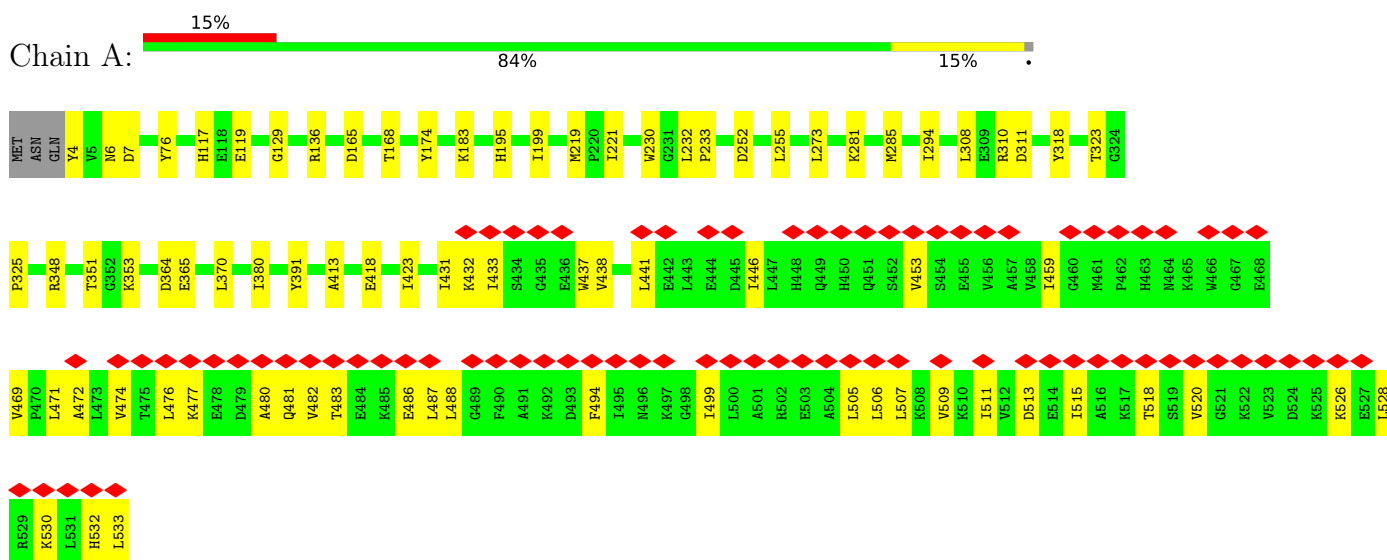 15%
Chain A:
84% 15% •
MET ASN GLN Y4 V5 N6 D7 Y76 H117 E118 E119 G129 R136 D165 T168 Y174 K183 H195 I199 M219 P220 I221 W230 G231 L232 P233 D252 L255 L273 K281 M285 I294 L308 E309 R310 D311 Y318 T323 G324
P325 R348 T351 G352 K353 D364 E365 L370 I380 Y391 A413 E418 I423 I431 K432 I433 S434 G435 E436 W437 V438 L441 E442 L443 E444 D445 I446 L447 H448 Q449 H450 Q451 S452 V453 S454 E455 V456 A457 V458 I459 G460 M461 P462 H463 N464 K465 W466 G467 E468
V469 P470 L471 A472 L473 V474 T475 L476 K477 E478 D479 A480 Q481 V482 T483 E484 K485 E486 L487 L488 G489 F490 A491 K492 D493 F494 I495 N496 K497 G498 I499 L500 A501 R502 E503 A504 L505 L506 L507 K508 V509 K510 I511 V512 D513 E514 I515 A516 K517 T518 S519 V520 G521 K522 V523 D524 K525 K526 E527 L528
R529 K530 L531 H532 L533